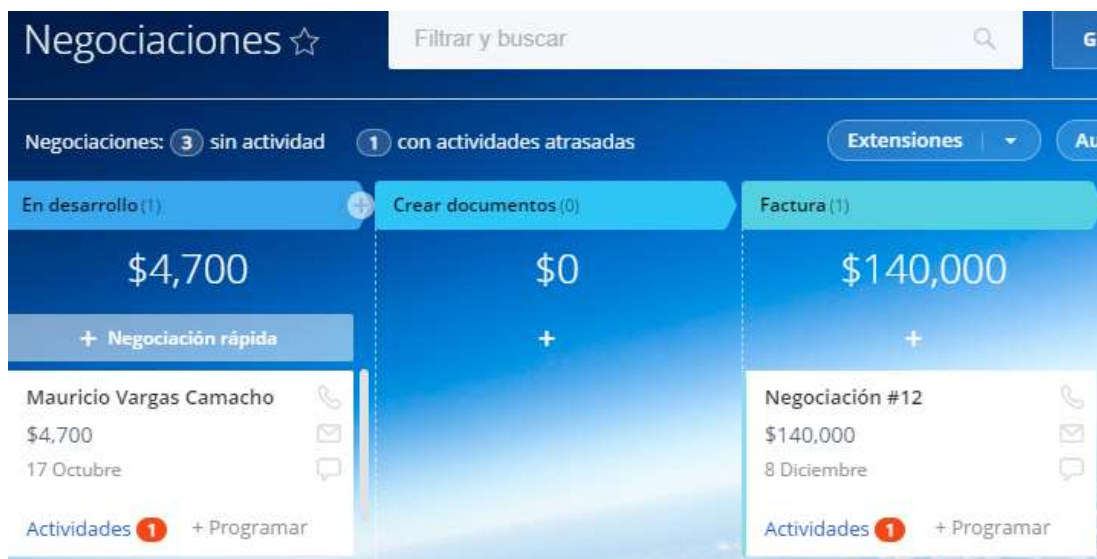 Negociaciones
Filtrar y buscar
G
Negociaciones: 3 sin actividad 1 con actividades atrasadas
Extensiones
Au
En desarrollo (1)
Crear documentos (0)
Factura (1)
$4,700
$0
$140,000
+ Negociación rápida
+
+
Mauricio Vargas Camacho
$4,700
17 Octubre
Actividades 1 + Programar
Negociación #12
$140,000
8 Diciembre
Actividades 1 + Programar